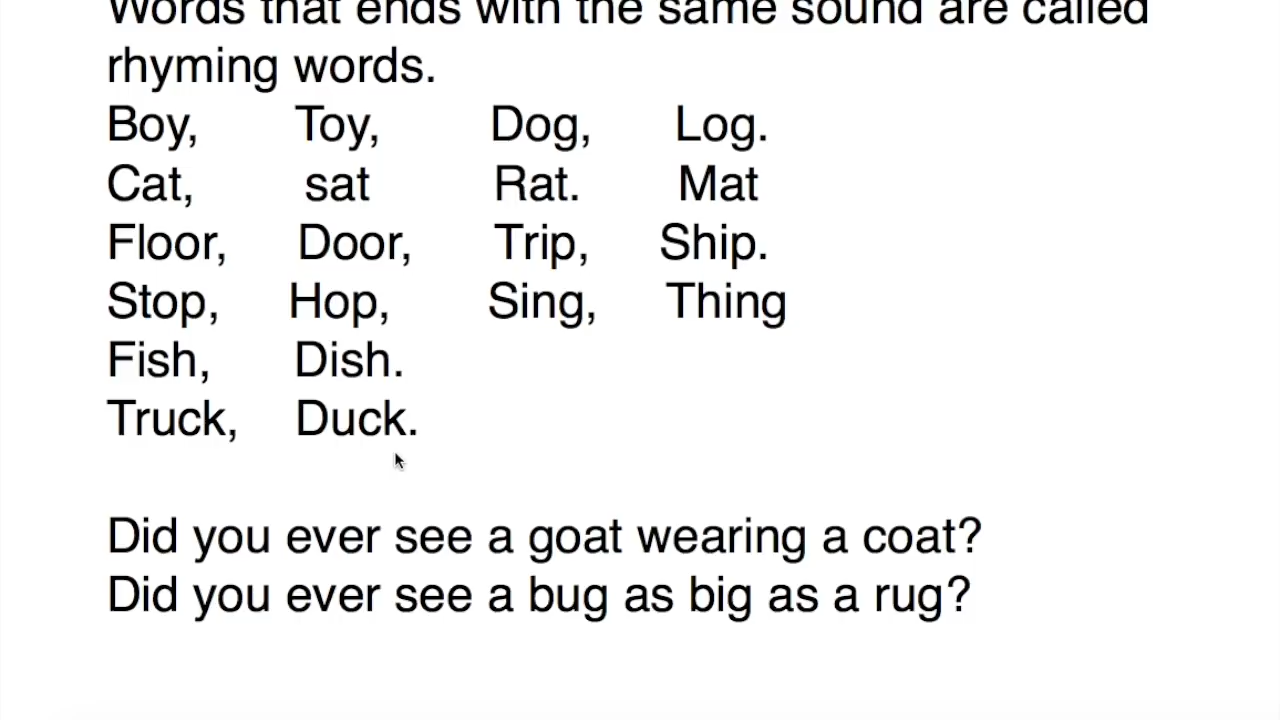 Words that ends with the same sound are called
rhyming words.
Boy, Toy, Dog, Log.
Cat, sat Rat. Mat
Floor, Door, Trip, Ship.
Stop, Hop, Sing, Thing
Fish, Dish.
Truck, Duck.
Did you ever see a goat wearing a coat?
Did you ever see a bug as big as a rug?